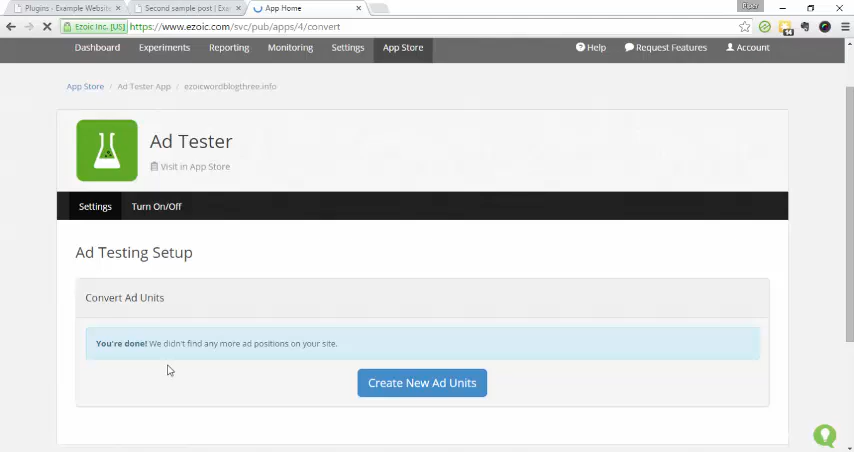 Plugins - Example Website
Second sample post | Exa
App Home
Piper
Ezoic Inc. [US]
https://www.ezoic.com/svc/pub/apps/4/convert
14
Dashboard Experiments Reporting Monitoring Settings App Store Help Request Features Account
App Store / Ad Tester App / ezoicwordblogthree.info
Ad Tester
Visit in App Store
Settings Turn On/Off
Ad Testing Setup
Convert Ad Units
You're done! We didn't find any more ad positions on your site.
Create New Ad Units